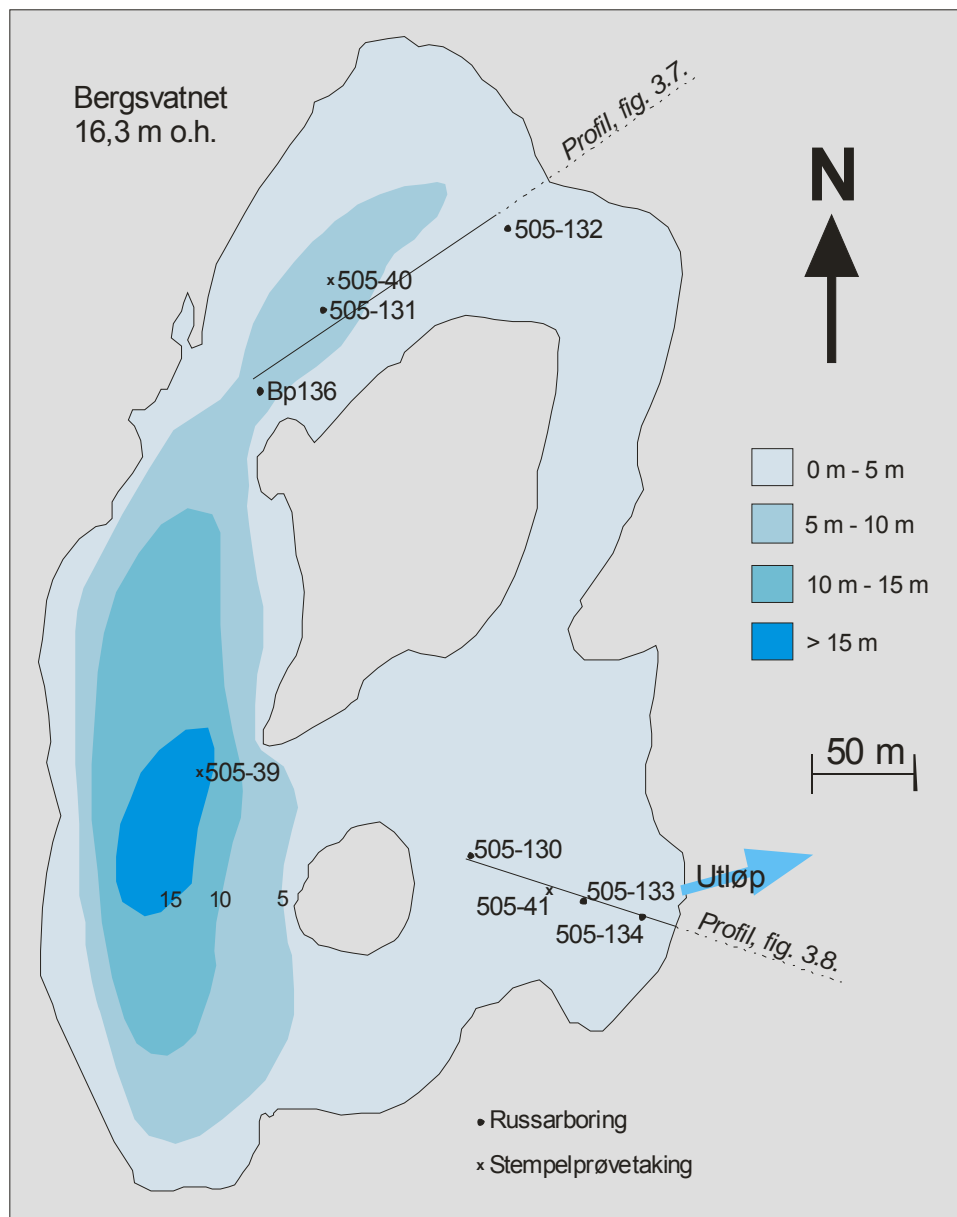 Bergsvatnet
16,3 m o.h.
Profil, fig. 3.7.
N
505-132
505-40
505-131
Bp136
0 m - 5 m
5 m - 10 m
10 m - 15 m
> 15 m
50 m
505-39
505-130
Utløp
505-133
505-41
15 10 5
505-134
Profil, fig. 3.8.
Russarboring
x Stempelprøvetaking